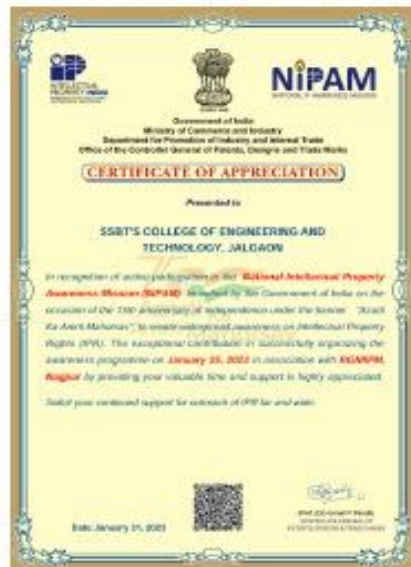 iP
INTELLECTUAL
PROPERTY INDIA
NiPAM
Government of India
Ministry of Commerce and Industry
Department for Promotion of Industry and Internal Trade
Office of the Controller General of Patents, Designs and Trade Marks
CERTIFICATE OF APPRECIATION
Presented to
SSBT'S COLLEGE OF ENGINEERING AND
TECHNOLOGY, JALGAON
In recognition of active participation in the National Intellectual Property
Awareness Mission (NIPAM) launched by the Government of India on the
occasion of the 75th anniversary of independence under the banner "Azadi
Ka Amrit Mahotsav", to create widespread awareness on Intellectual Property
Rights (IPR). The exceptional contribution in successfully organizing the
awareness programme on January 25, 2023 in association with RGNIIPM,
Nagpur by providing your valuable time and support is highly appreciated.
Solicit your continued support for outreach of IPR far and wide.
Date: January 31, 2023